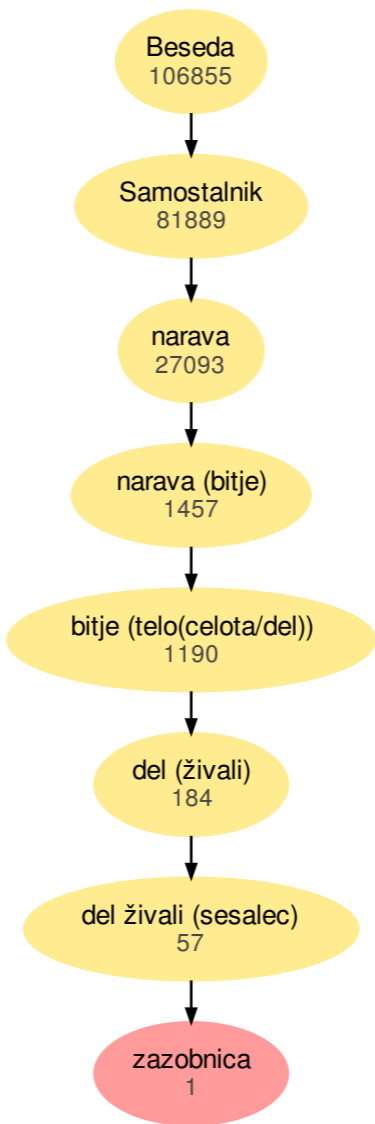 Beseda
106855
Samostalnik
81889
narava
27093
narava (bitje)
1457
bitje (telo(celota/del))
1190
del (živali)
184
del živali (sesalec)
57
zazobnica
1